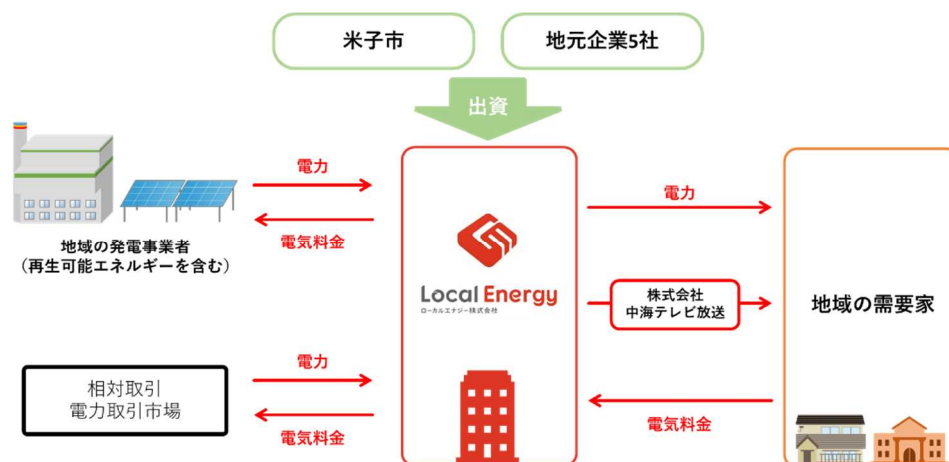 米子市
地元企業5社
出資
電力
電気料金
地域の発電事業者
(再生可能エネルギーを含む)
Local Energy
ローカルエナジー株式会社
電力
株式会社
中海テレビ放送
地域の需要家
電力
電気料金
相対取引
電力取引市場
電気料金